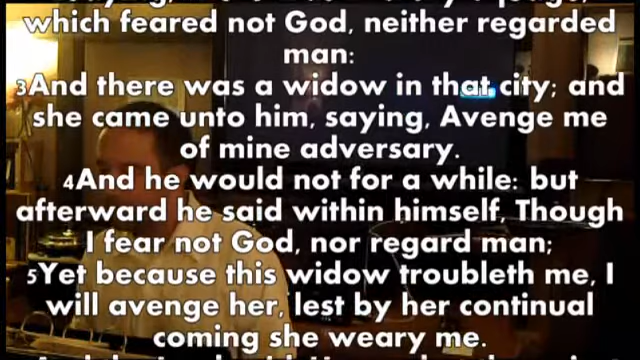 which feared not God, neither regarded
man:
3And there was a widow in that city; and
she came unto him, saying, Avenge me
of mine adversary.
4And he would not for a while: but
afterward he said within himself, Though
I fear not God, nor regard man;
5Yet because this widow troubleth me, I
will avenge her, lest by her continual
coming she weary me.